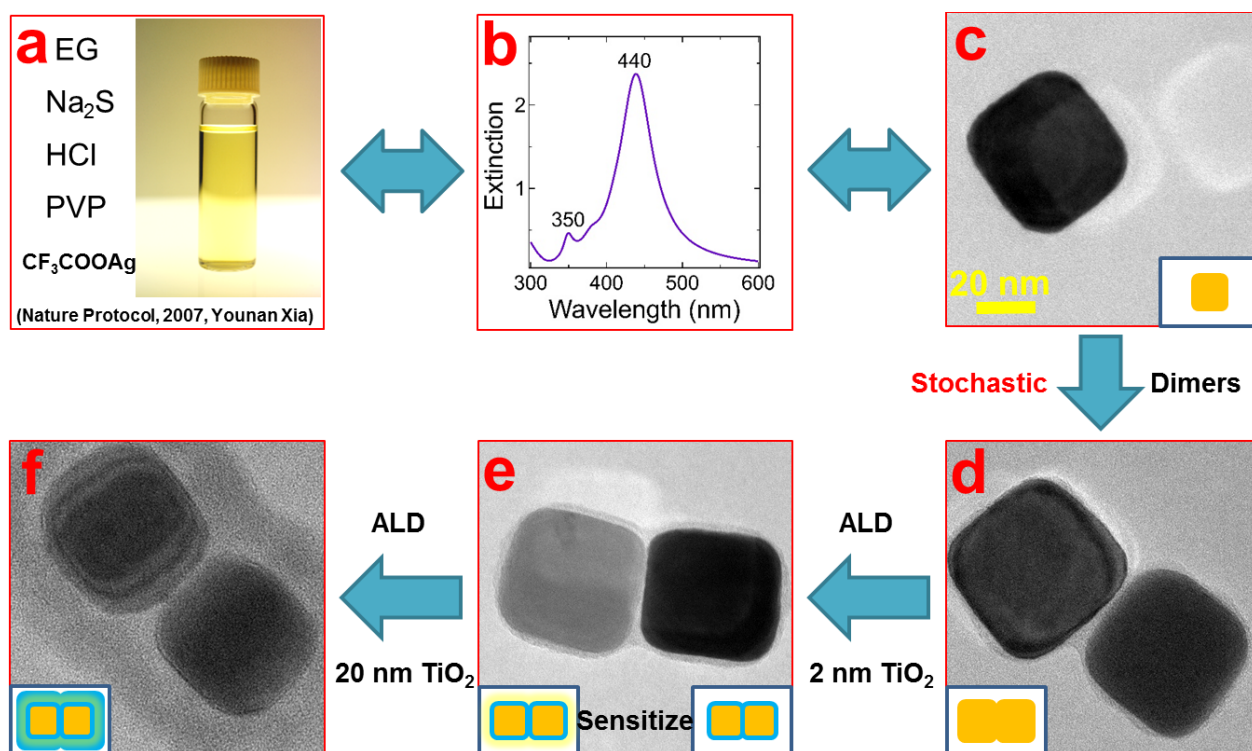 a
EG
Na₂S
HCl
PVP
CF₃COOAg
(Nature Protocol, 2007, Younan Xia)
b
440
350
Extinction
2
1
300 400 500 600
Wavelength (nm)
c
20 nm
Stochastic Dimers
d
ALD
2 nm TiO₂
e
Sensitize
ALD
20 nm TiO₂
f